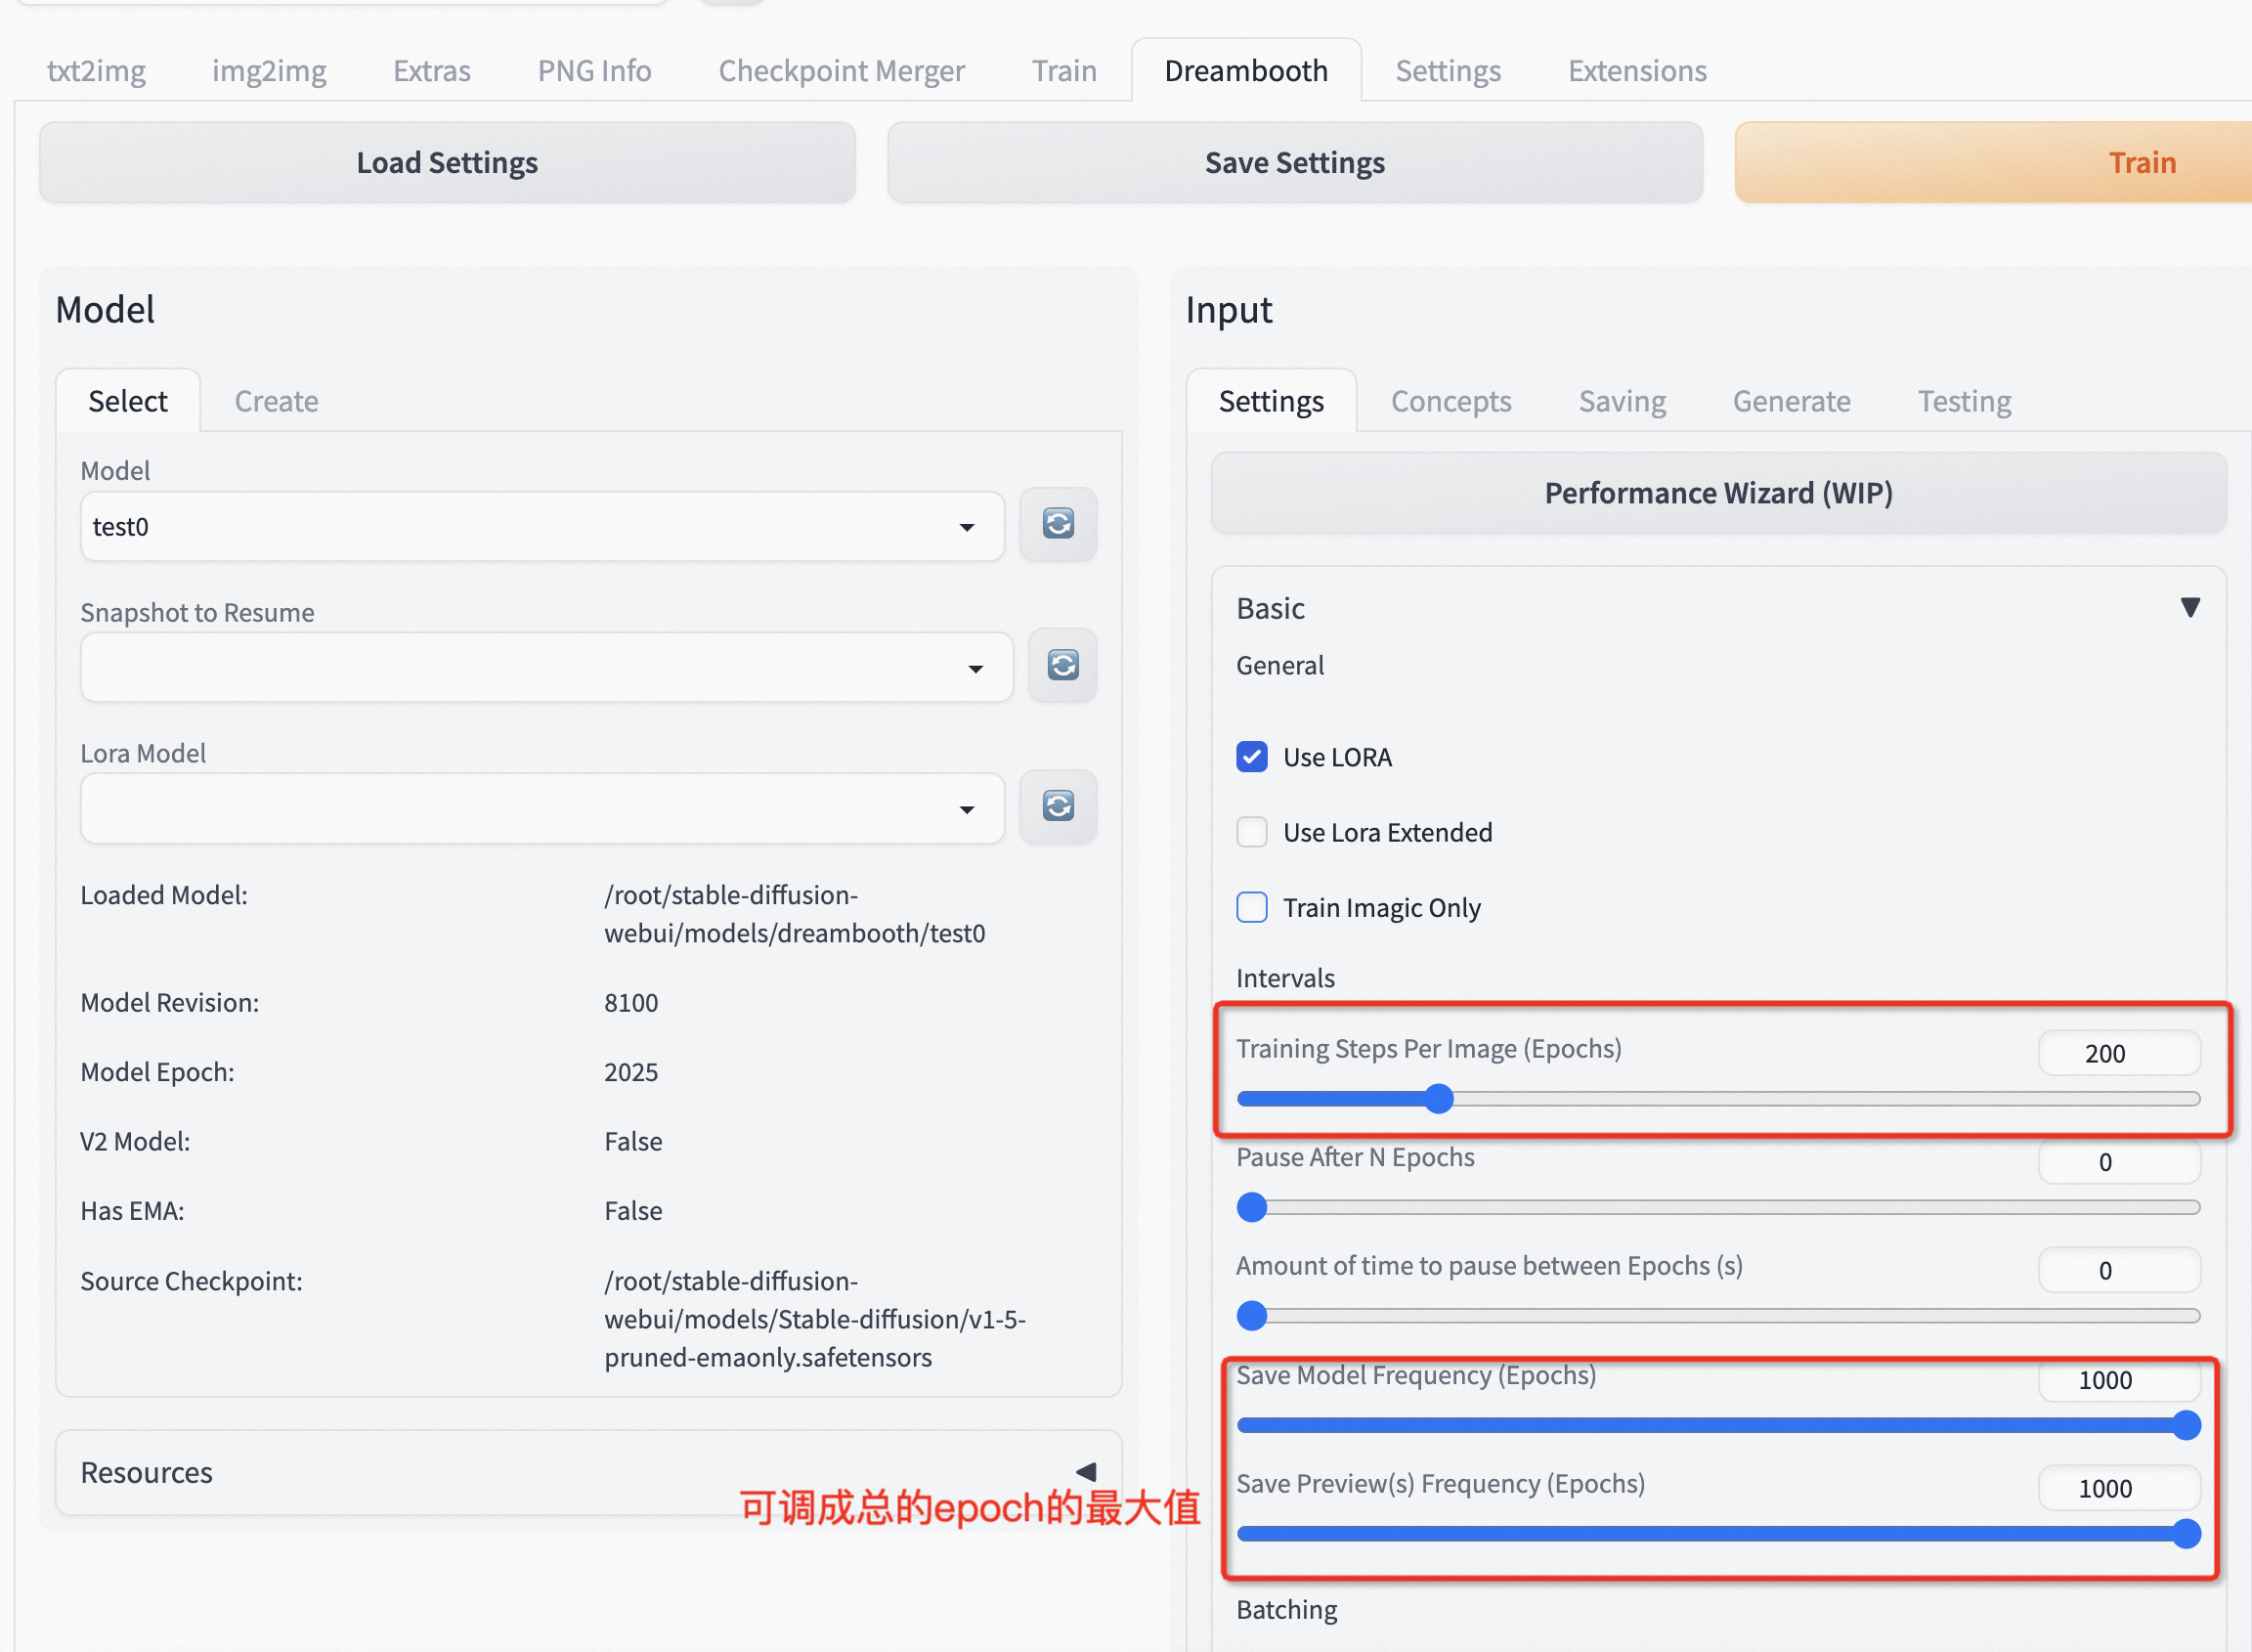 txt2img img2img Extras PNG Info Checkpoint Merger Train Dreambooth Settings Extensions
Load Settings Save Settings Train
Model
Select Create
Model
test0
Snapshot to Resume
Lora Model
Loaded Model: /root/stable-diffusion-
webui/models/dreambooth/test0
Model Revision: 8100
Model Epoch: 2025
V2 Model: False
Has EMA: False
Source Checkpoint: /root/stable-diffusion-
webui/models/Stable-diffusion/v1-5-
pruned-emaonly.safetensors
Resources
可调成总的epoch的最大值
Input
Settings Concepts Saving Generate Testing
Performance Wizard (WIP)
Basic
General
Use LORA
Use Lora Extended
Train Imagic Only
Intervals
Training Steps Per Image (Epochs) 200
Pause After N Epochs 0
Amount of time to pause between Epochs (s) 0
Save Model Frequency (Epochs) 1000
Save Preview(s) Frequency (Epochs) 1000
Batching